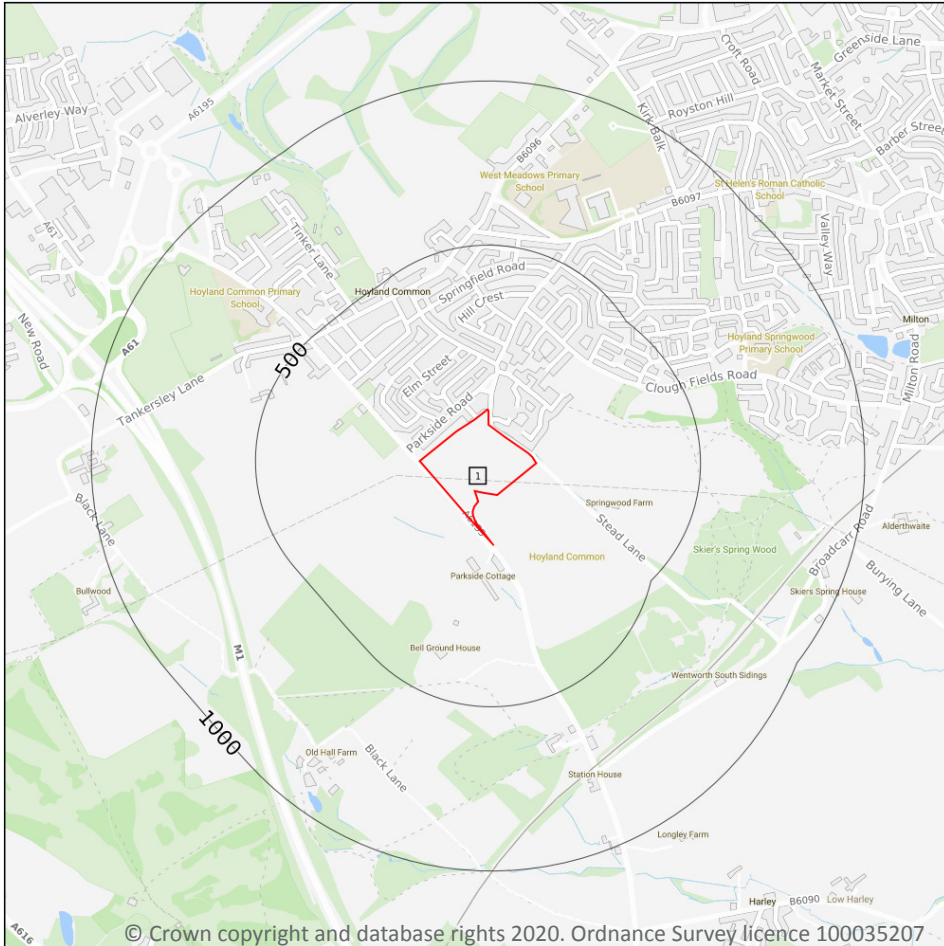 Greenside Lane
Croft Road
Market Street
A6195
Royston Hill
Alverley Way
Barber Street
Kirk Balk
B6096
West Meadows Primary
School
St Helen's Roman Catholic
School
B6097
A61
Tinker Lane
Valley Way
Springfield Road
Hoyland Common Primary
School
Hoyland Common
Hill Crest
Milton
New Road
A61
Hoyland Springwood
Primary School
500
Elm Street
Milton Road
Clough Fields Road
Tankersley Lane
Parkside Road
1
Black Lane
Springwood Farm
Stead Lane
Alderthwaite
Skier's Spring Wood
Hoyland Common
Broadcarr Road
Parkside Cottage
Burying Lane
Bullwood
Skiers Spring House
M1
Bell Ground House
Wentworth South Sidings
1000
Old Hall Farm
Black Lane
Station House
Longley Farm
Harley
B6090
Low Harley
A616
© Crown copyright and database rights 2020. Ordnance Survey licence 100035207